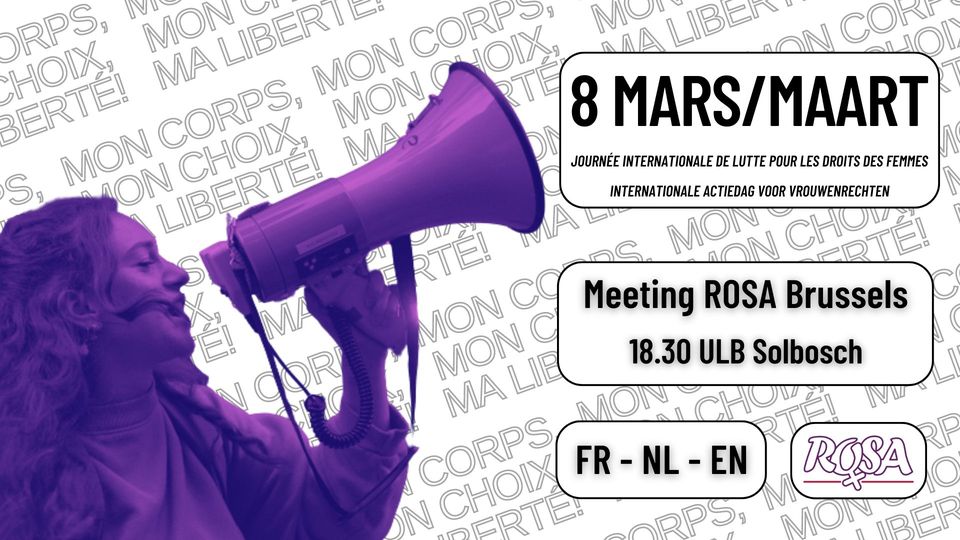 8 MARS/MAART
JOURNÉE INTERNATIONALE DE LUTTE POUR LES DROITS DES FEMMES
INTERNATIONALE ACTIEDAG VOOR VROUWENRECHTEN
Meeting ROSA Brussels
18.30 ULB Solbosch
FR - NL - EN
ROSA
MON CORPS,
MON CHOIX,
MA LIBERTÉ!